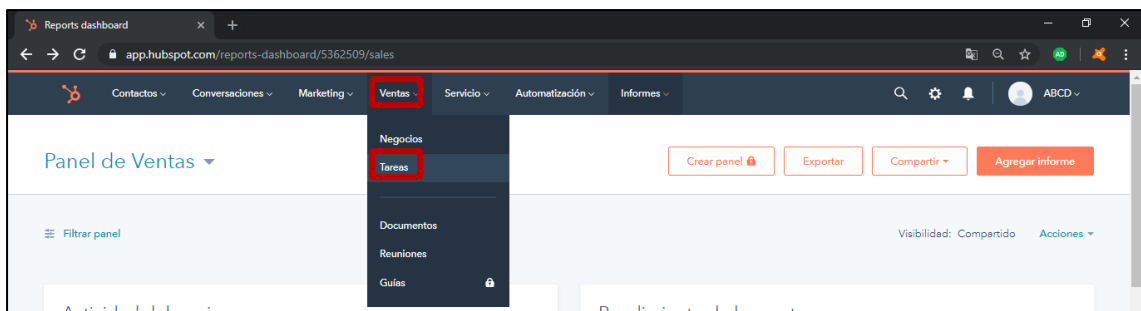 Reports dashboard
app.hubspot.com/reports-dashboard/5362509/sales
AD
Contactos Conversaciones Marketing Ventas Servicio Automatización Informes ABCD
Negocios
Panel de Ventas
Tareas
Crear panel Exportar Compartir Agregar informe
Documentos
Filtrar panel
Visibilidad: Compartido Acciones
Reuniones
Guías